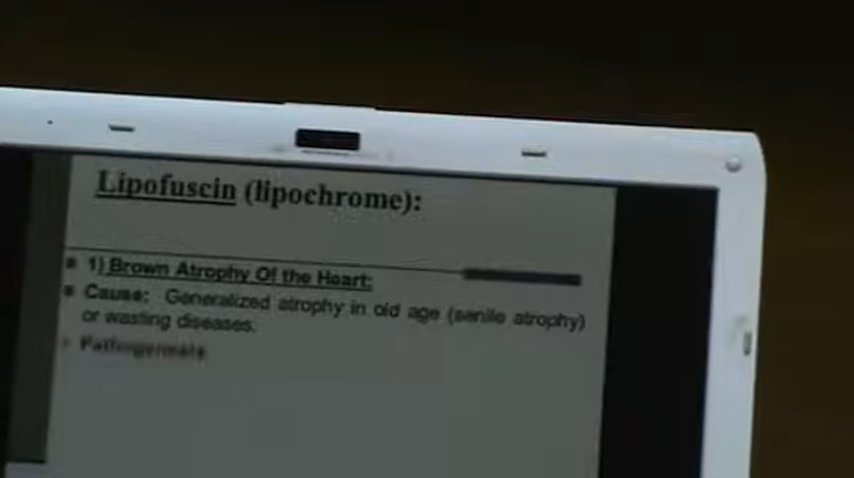 Lipofuscin (lipochrome):
1) Brown Atrophy Of the Heart:
Cause: Generalized atrophy in old age (senile atrophy)
or wasting diseases.
Pathogenesis